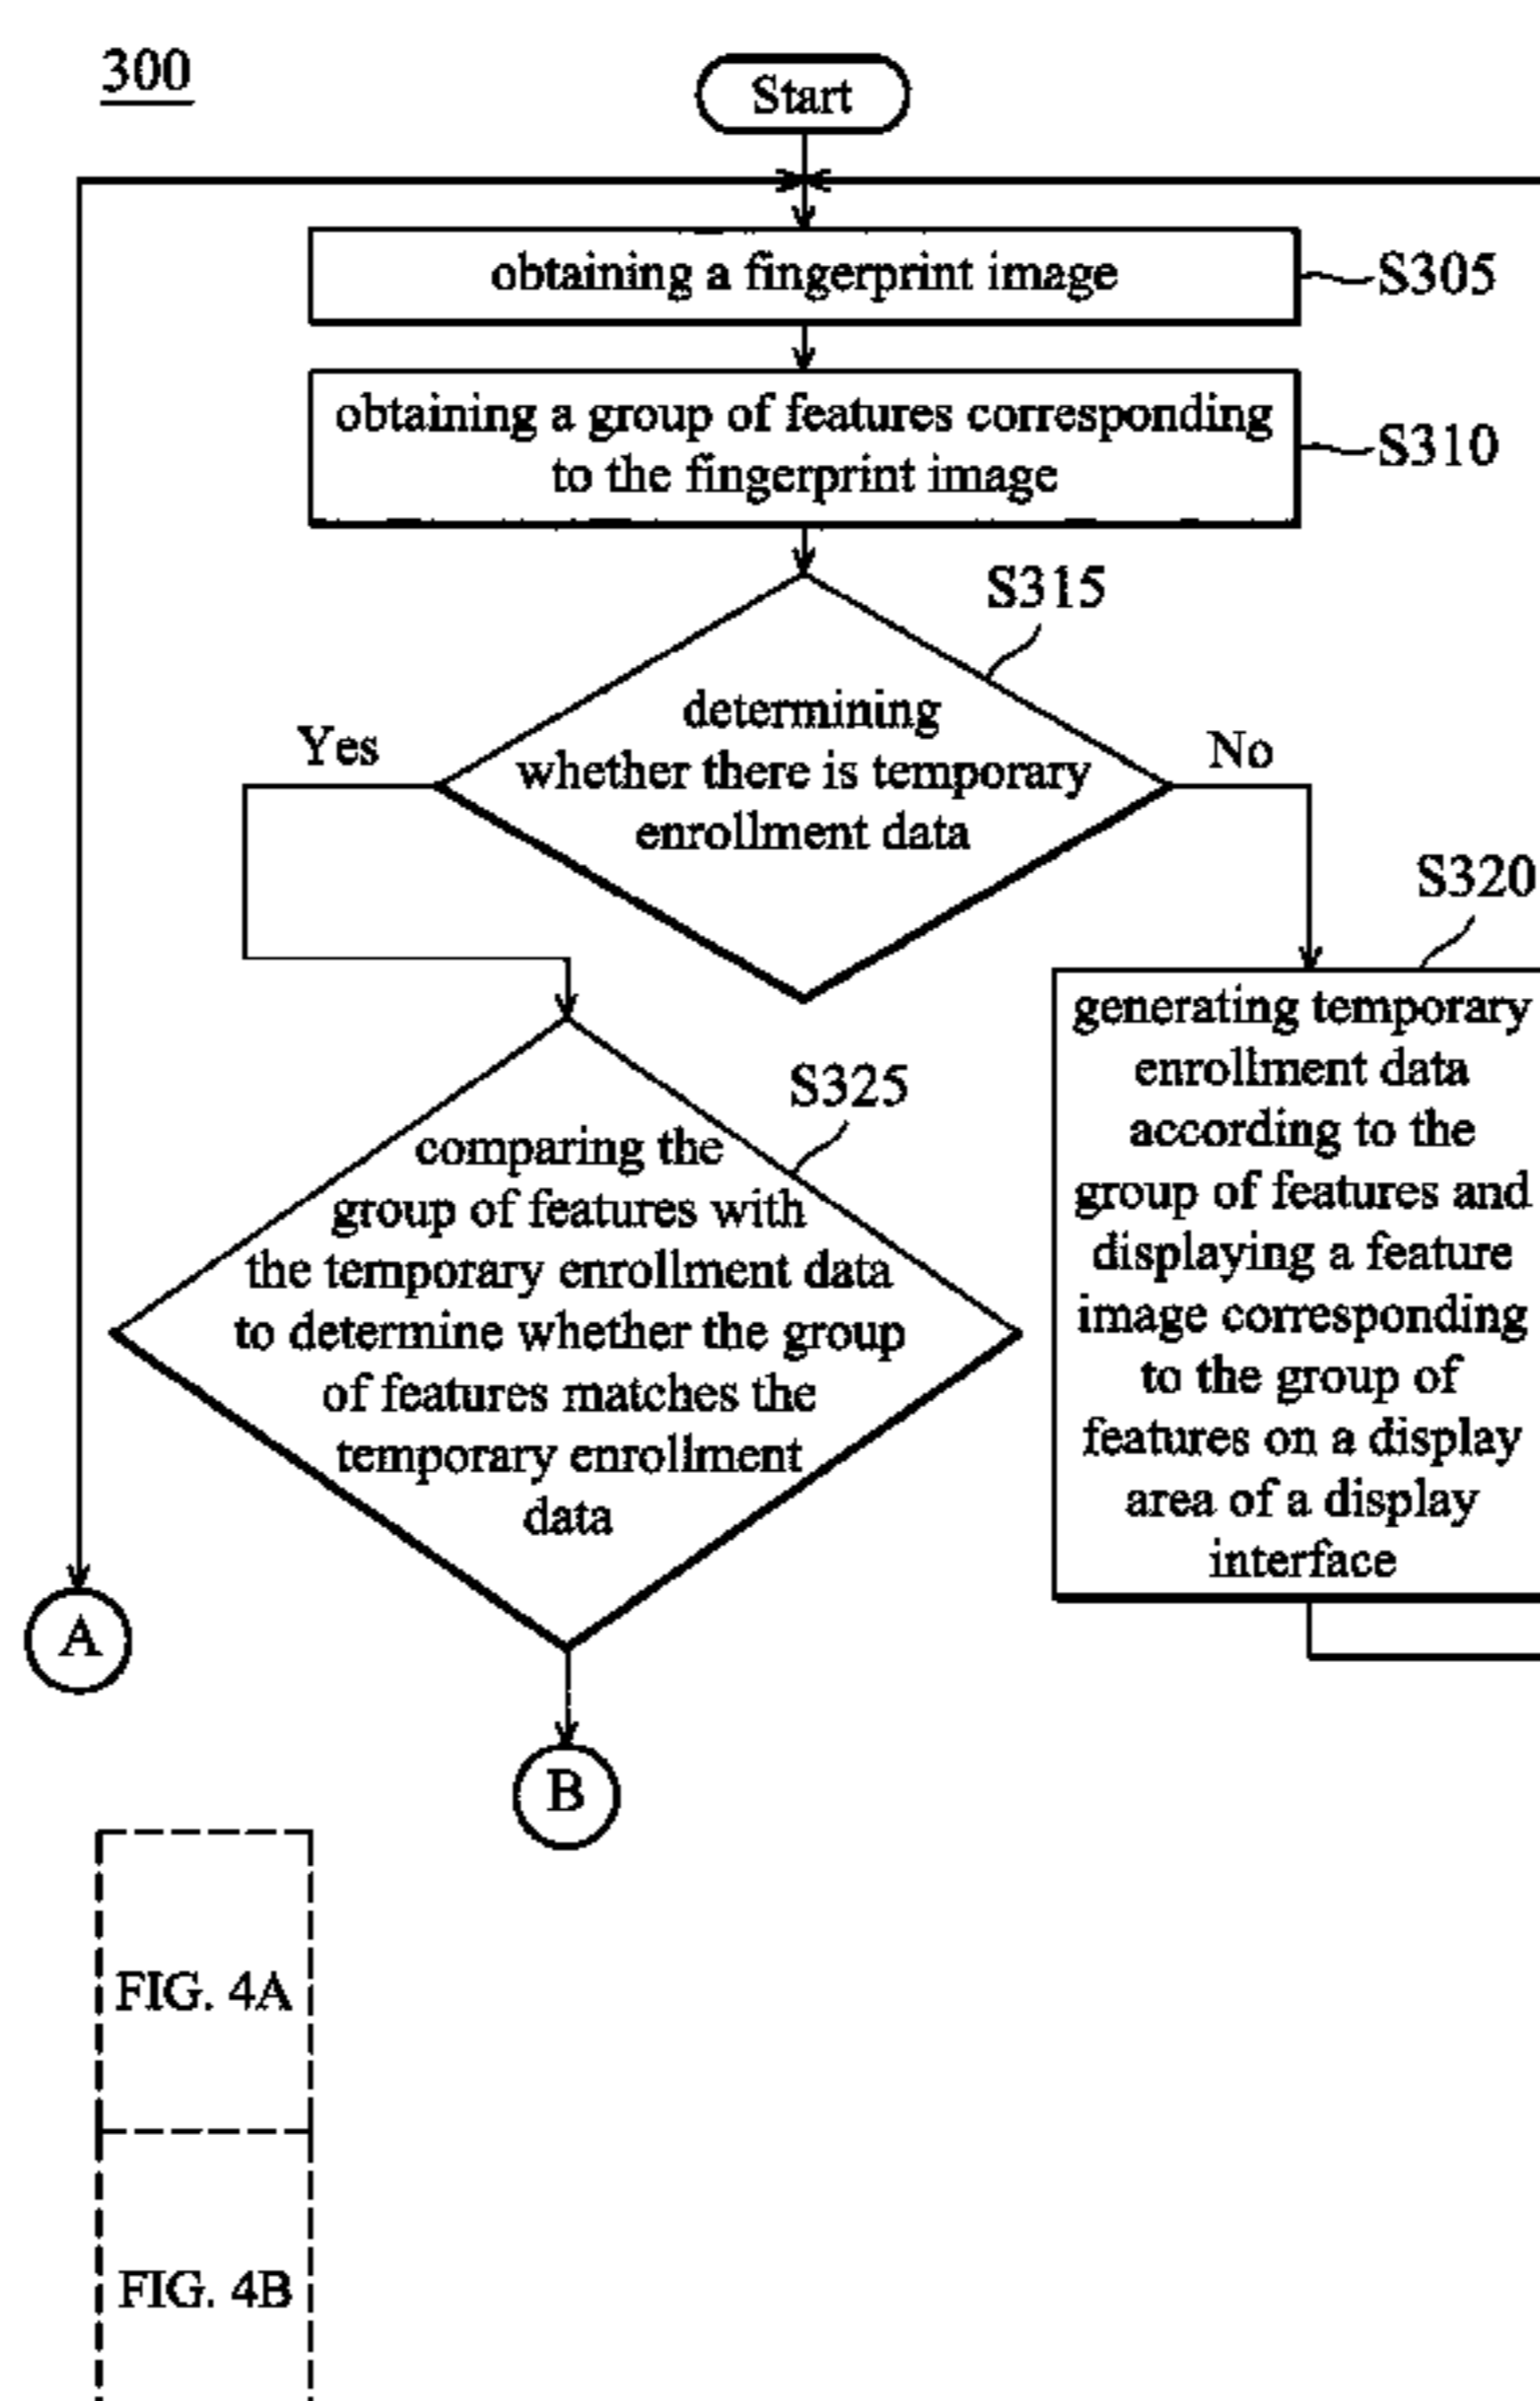 300
Start
obtaining a fingerprint image
S305
obtaining a group of features corresponding
to the fingerprint image
S310
S315
determining
whether there is temporary
enrollment data
Yes
No
S320
generating temporary
enrollment data
according to the
group of features and
displaying a feature
image corresponding
to the group of
features on a display
area of a display
interface
S325
comparing the
group of features with
the temporary enrollment data
to determine whether the group
of features matches the
temporary enrollment
data
A
B
FIG. 4A
FIG. 4B